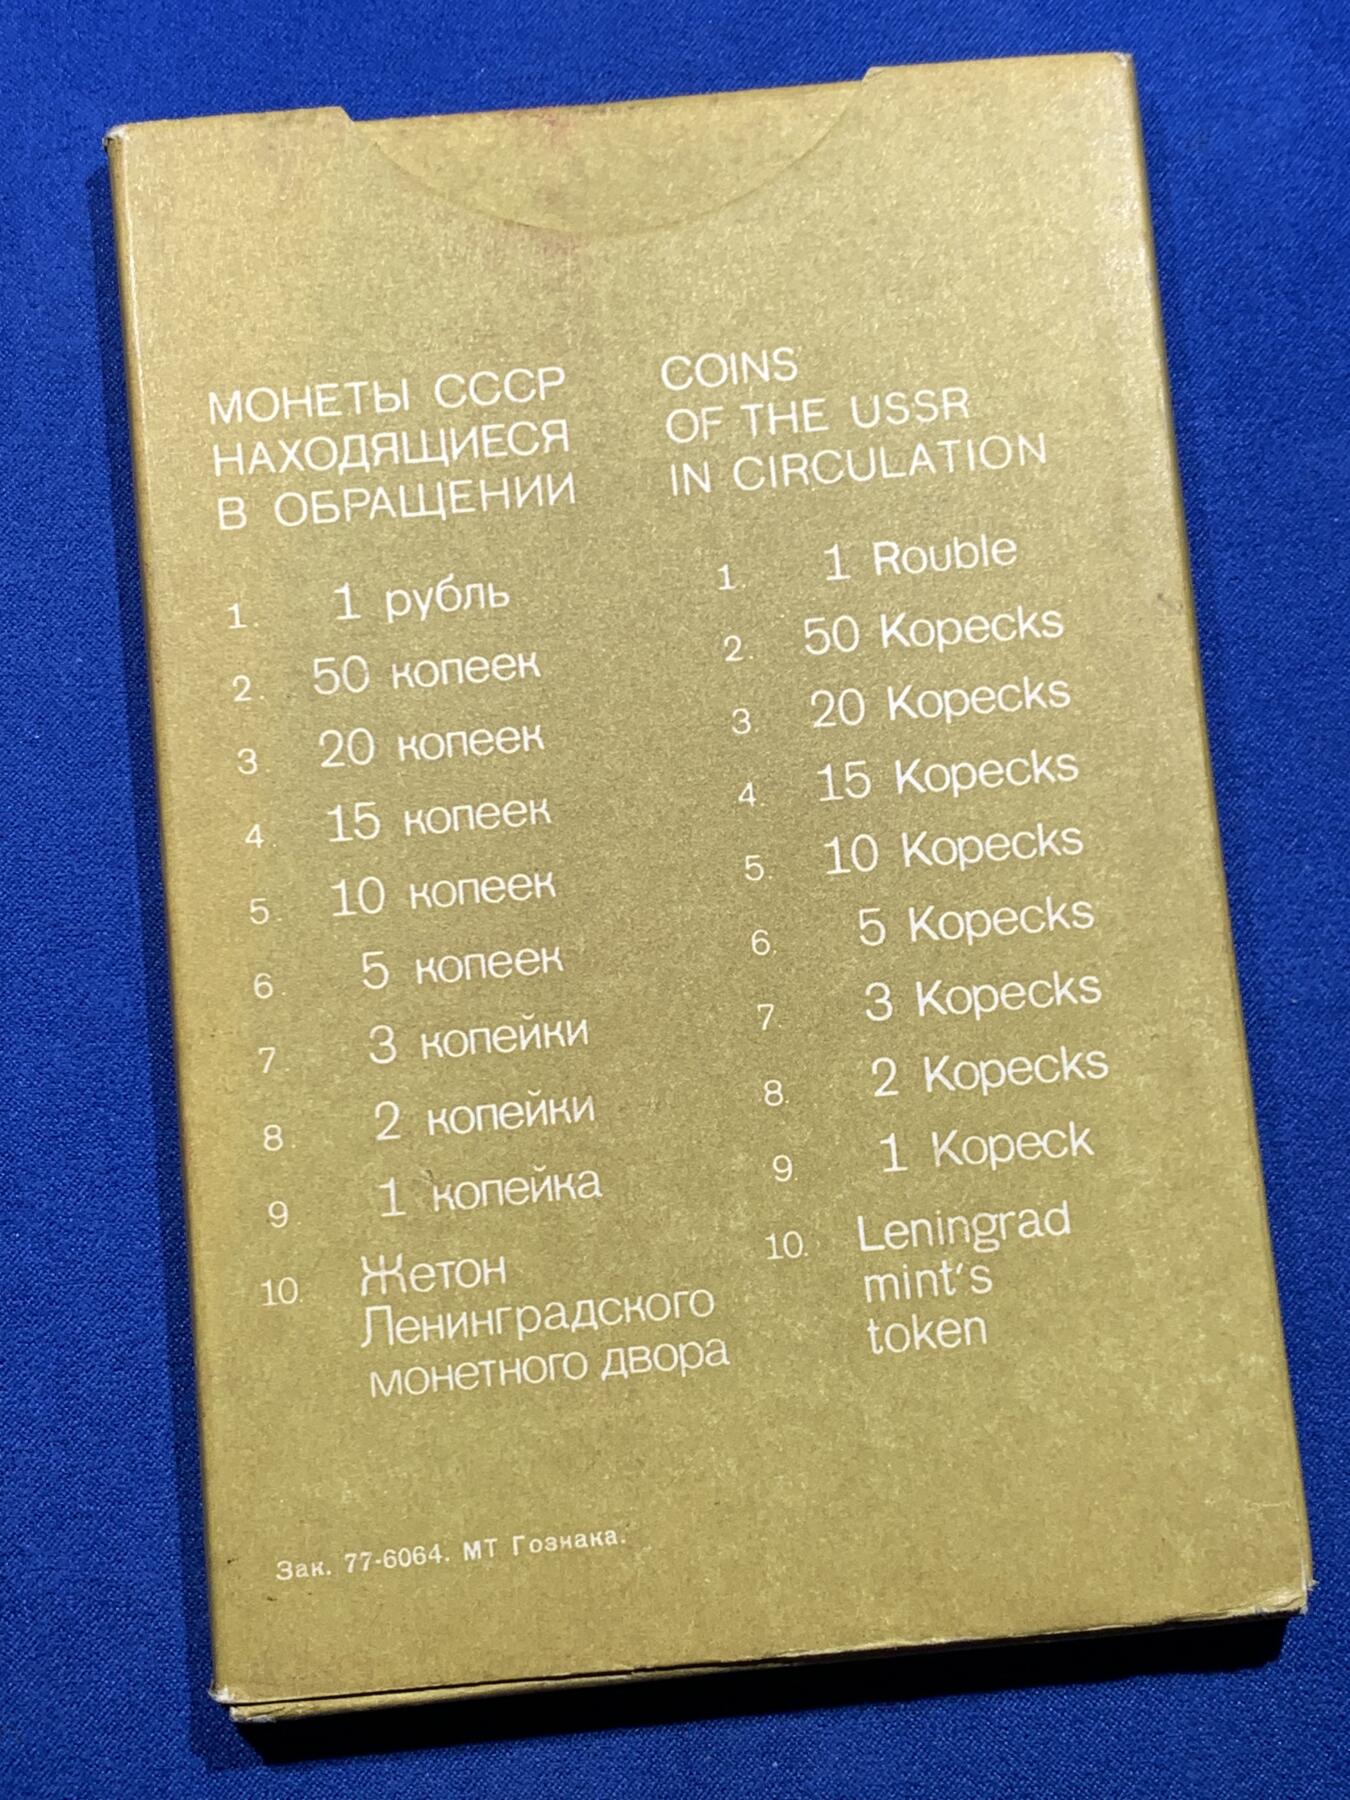 МОНЕТЫ СССР
НАХОДЯЩИЕСЯ
В ОБРАЩЕНИИ
1. 1 рубль
2. 50 копеек
3. 20 копеек
4. 15 копеек
5. 10 копеек
6. 5 копеек
7. 3 копейки
8. 2 копейки
9. 1 копейка
10. Жетон
Ленинградского
монетного двора
COINS
OF THE USSR
IN CIRCULATION
1. 1 Rouble
2. 50 Kopecks
3. 20 Kopecks
4. 15 Kopecks
5. 10 Kopecks
6. 5 Kopecks
7. 3 Kopecks
8. 2 Kopecks
9. 1 Kopeck
10. Leningrad
mint's
token
Зак. 77-6064. МТ Гознака.